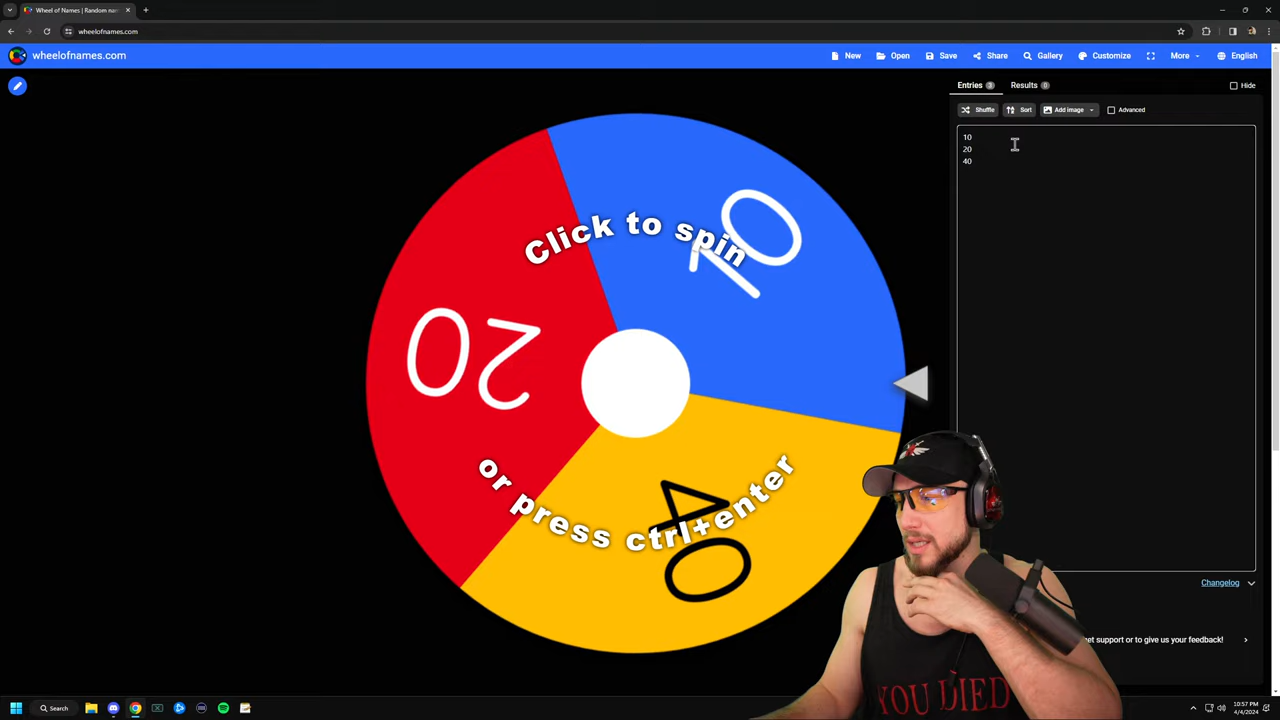 Wheel of Names | Random na
wheelofnames.com
wheelofnames.com
New
Open
Save
Share
Gallery
Customize
More
English
Entries 3
Results 0
Hide
Shuffle
Sort
Add image
Advanced
10
20
40
Click to spin
or press ctrl+enter
10
20
40
Changelog
get support or to give us your feedback!
YOU DIED
Search
10:57 PM
4/4/2024